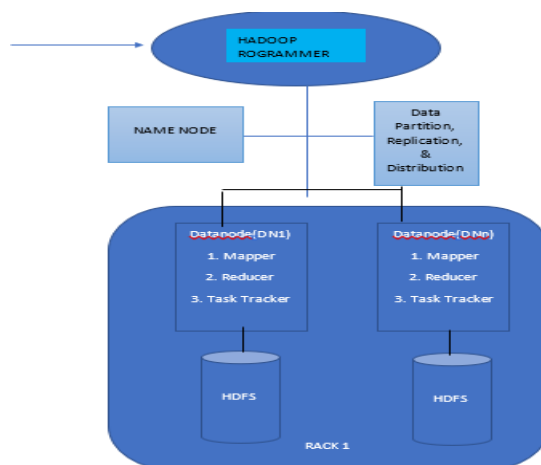 HADOOP
ROGRAMMER
NAME NODE
Data
Partition,
Replication,
&
Distribution
Datanode(DN1)
1. Mapper
2. Reducer
3. Task Tracker
Datanode(DNn)
1. Mapper
2. Reducer
3. Task Tracker
HDFS
HDFS
RACK 1